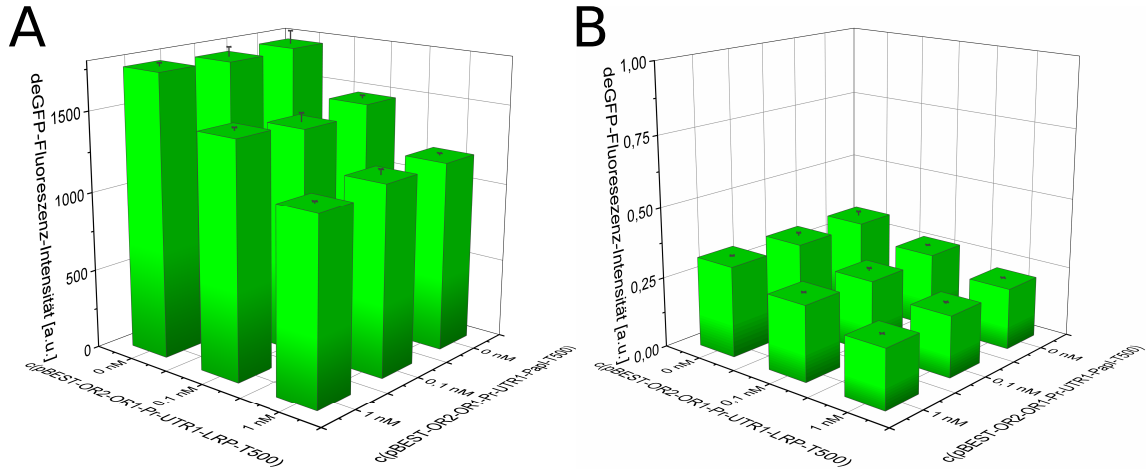 A
deGFP-Fluoreszenz-Intensität [a.u.]
1500
1000
500
0
0 nM
0.1 nM
1 nM
c(pBEST-OR2-OR1-Pr-UTR1-LRP-T500)
0 nM
0.1 nM
1 nM
c(pBEST-OR2-OR1-Pr-UTR1-PapI-T500)
B
deGFP-Fluoresezenz-Intensität [a.u.]
1,00
0,75
0,50
0,25
0,00
0 nM
0.1 nM
1 nM
c(pBEST-OR2-OR1-Pr-UTR1-LRP-T500)
0 nM
0.1 nM
1 nM
c(pBEST-OR2-OR1-Pr-UTR1-PapI-T500)